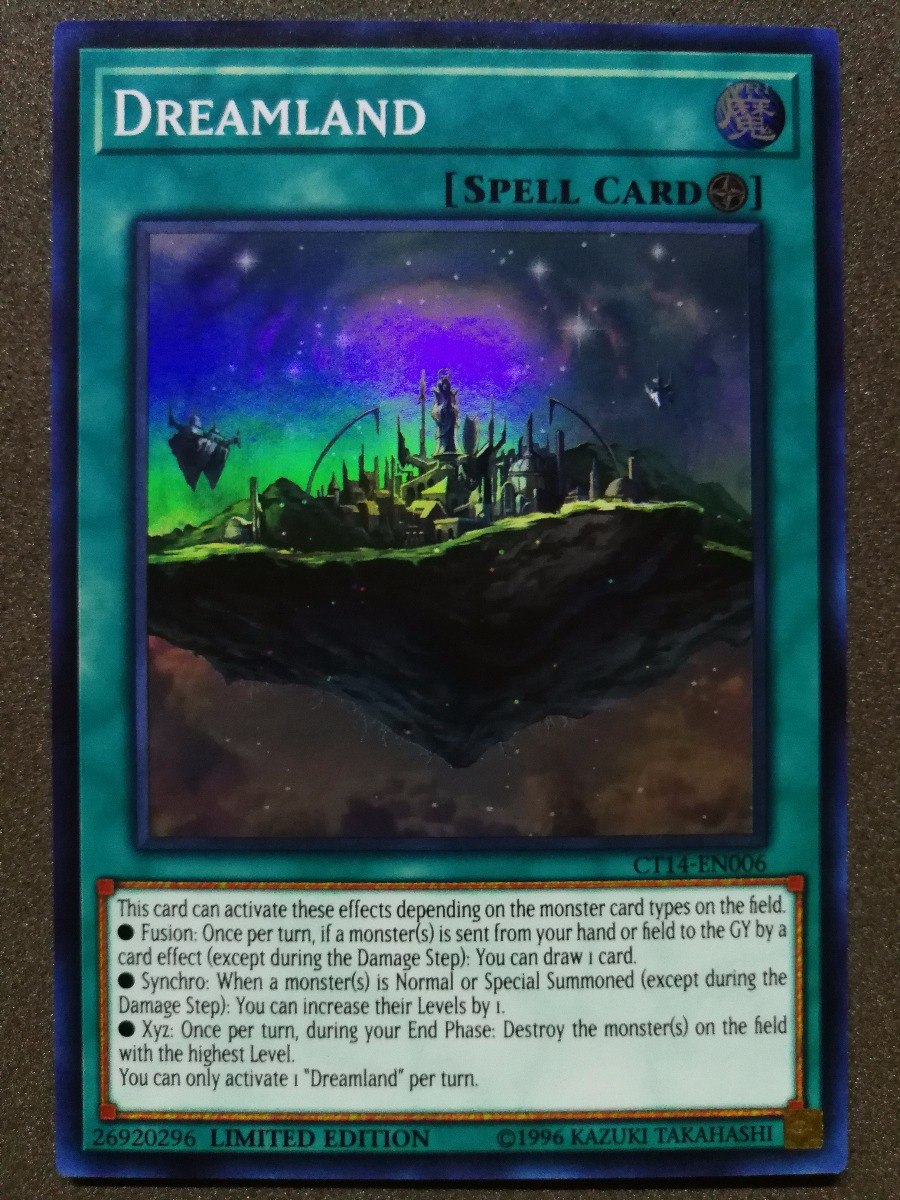 DREAMLAND
魔
[SPELL CARD]
CT14-EN006
This card can activate these effects depending on the monster card types on the field.
● Fusion: Once per turn, if a monster(s) is sent from your hand or field to the GY by a
card effect (except during the Damage Step): You can draw 1 card.
● Synchro: When a monster(s) is Normal or Special Summoned (except during the
Damage Step): You can increase their Levels by 1.
● Xyz: Once per turn, during your End Phase: Destroy the monster(s) on the field
with the highest Level.
You can only activate 1 "Dreamland" per turn.
26920296 LIMITED EDITION ©1996 KAZUKI TAKAHASHI